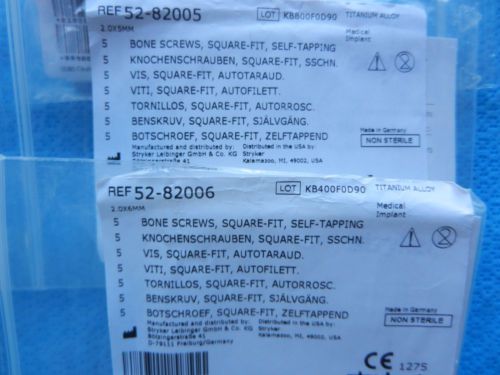 REF 52-82005 LOT KB800F0D90 TITANIUM ALLOY
2.0X5MM Medical
Implant
5 BONE SCREWS, SQUARE-FIT, SELF-TAPPING
5 KNOCHENSCHRAUBEN, SQUARE-FIT, SSCHN.
5 VIS, SQUARE-FIT, AUTOTARAUD.
5 VITI, SQUARE-FIT, AUTOFILETT.
5 TORNILLOS, SQUARE-FIT, AUTORROSC.
5 BENSKRUV, SQUARE-FIT, SJÄLVGÄNG.
5 BOTSCHROEF, SQUARE-FIT, ZELFTAPPEND
Made in Germany
NON STERILE
Manufactured and distributed by: Distributed in the USA by:
Stryker Leibinger GmbH & Co. KG Stryker
Bötzingerstraße 41 Kalamazoo, MI, 49002, USA
REF 52-82006 LOT KB400F0D90 TITANIUM ALLOY
2.0X6MM Medical
Implant
5 BONE SCREWS, SQUARE-FIT, SELF-TAPPING
5 KNOCHENSCHRAUBEN, SQUARE-FIT, SSCHN.
5 VIS, SQUARE-FIT, AUTOTARAUD.
5 VITI, SQUARE-FIT, AUTOFILETT.
5 TORNILLOS, SQUARE-FIT, AUTORROSC.
5 BENSKRUV, SQUARE-FIT, SJÄLVGÄNG.
5 BOTSCHROEF, SQUARE-FIT, ZELFTAPPEND
Made in Germany
NON STERILE
Manufactured and distributed by: Distributed in the USA by:
Stryker Leibinger GmbH & Co. KG Stryker
Bötzingerstraße 41 Kalamazoo, MI, 49002, USA
D-79111 Freiburg/Germany
CE 1275